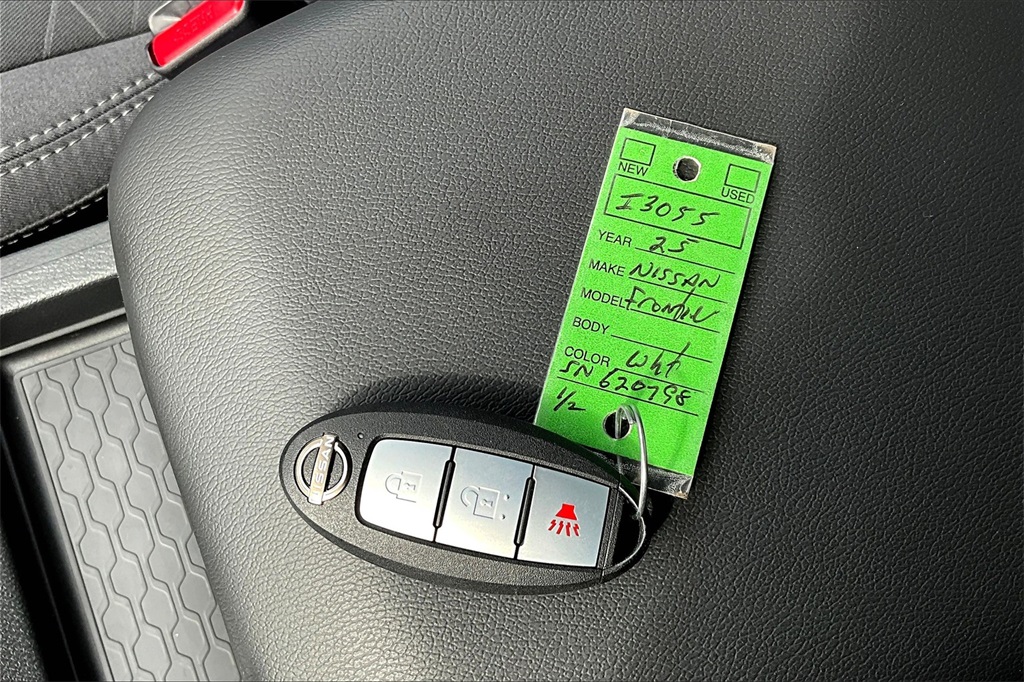 NEW USED
I3055
YEAR 25
MAKE NISSAN
MODEL Frontier
BODY
COLOR Wht
SN 620798
1/2
NISSAN